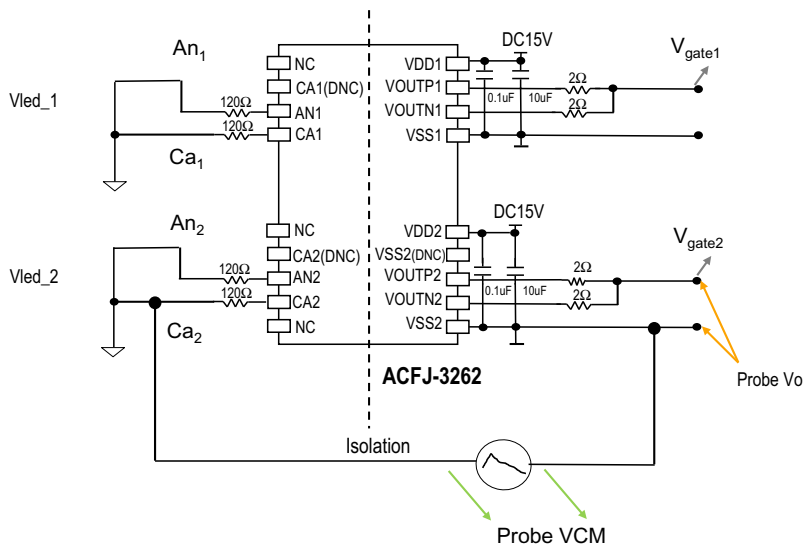 An1
Vled_1
120Ω
120Ω
Ca1
NC
CA1(DNC)
AN1
CA1
VDD1
VOUTP1
VOUTN1
VSS1
DC15V
0.1uF
10uF
2Ω
2Ω
Vgate1
An2
Vled_2
120Ω
120Ω
Ca2
NC
CA2(DNC)
AN2
CA2
NC
VDD2
VSS2(DNC)
VOUTP2
VOUTN2
VSS2
DC15V
0.1uF
10uF
2Ω
2Ω
Vgate2
Probe Vo
ACFJ-3262
Isolation
Probe VCM